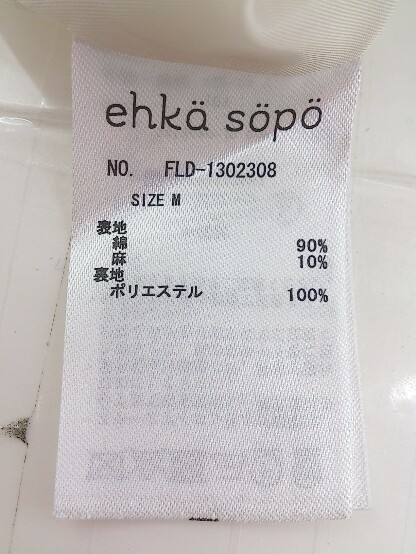 ehkä söpö
NO. FLD-1302308
SIZE M
表地
綿 90%
麻 10%
裏地
ポリエステル 100%